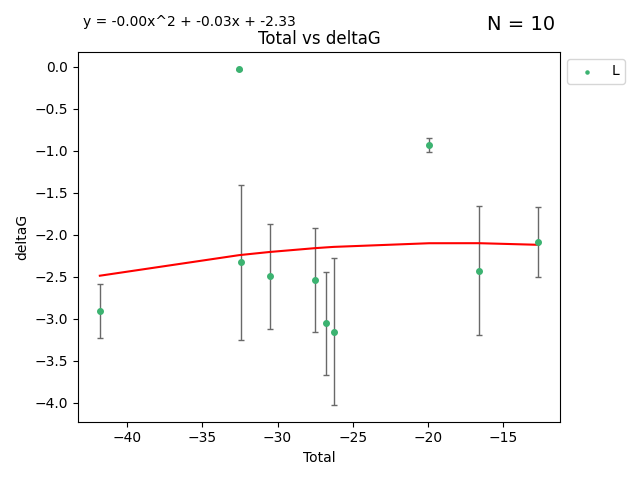 y = -0.00x^2 + -0.03x + -2.33
N = 10
Total vs deltaG
L
deltaG
0.0
−0.5
−1.0
−1.5
−2.0
−2.5
−3.0
−3.5
−4.0
−40 −35 −30 −25 −20 −15
Total